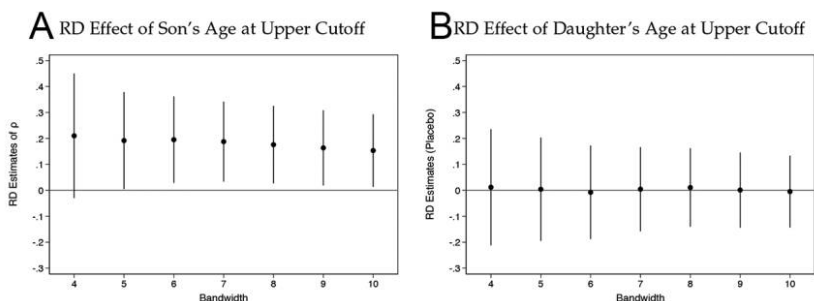 A RD Effect of Son's Age at Upper Cutoff
RD Estimates of ρ
.5
.4
.3
.2
.1
0
-.1
-.2
-.3
4 5 6 7 8 9 10
Bandwidth
B RD Effect of Daughter's Age at Upper Cutoff
RD Estimates (Placebo)
.5
.4
.3
.2
.1
0
-.1
-.2
-.3
4 5 6 7 8 9 10
Bandwidth